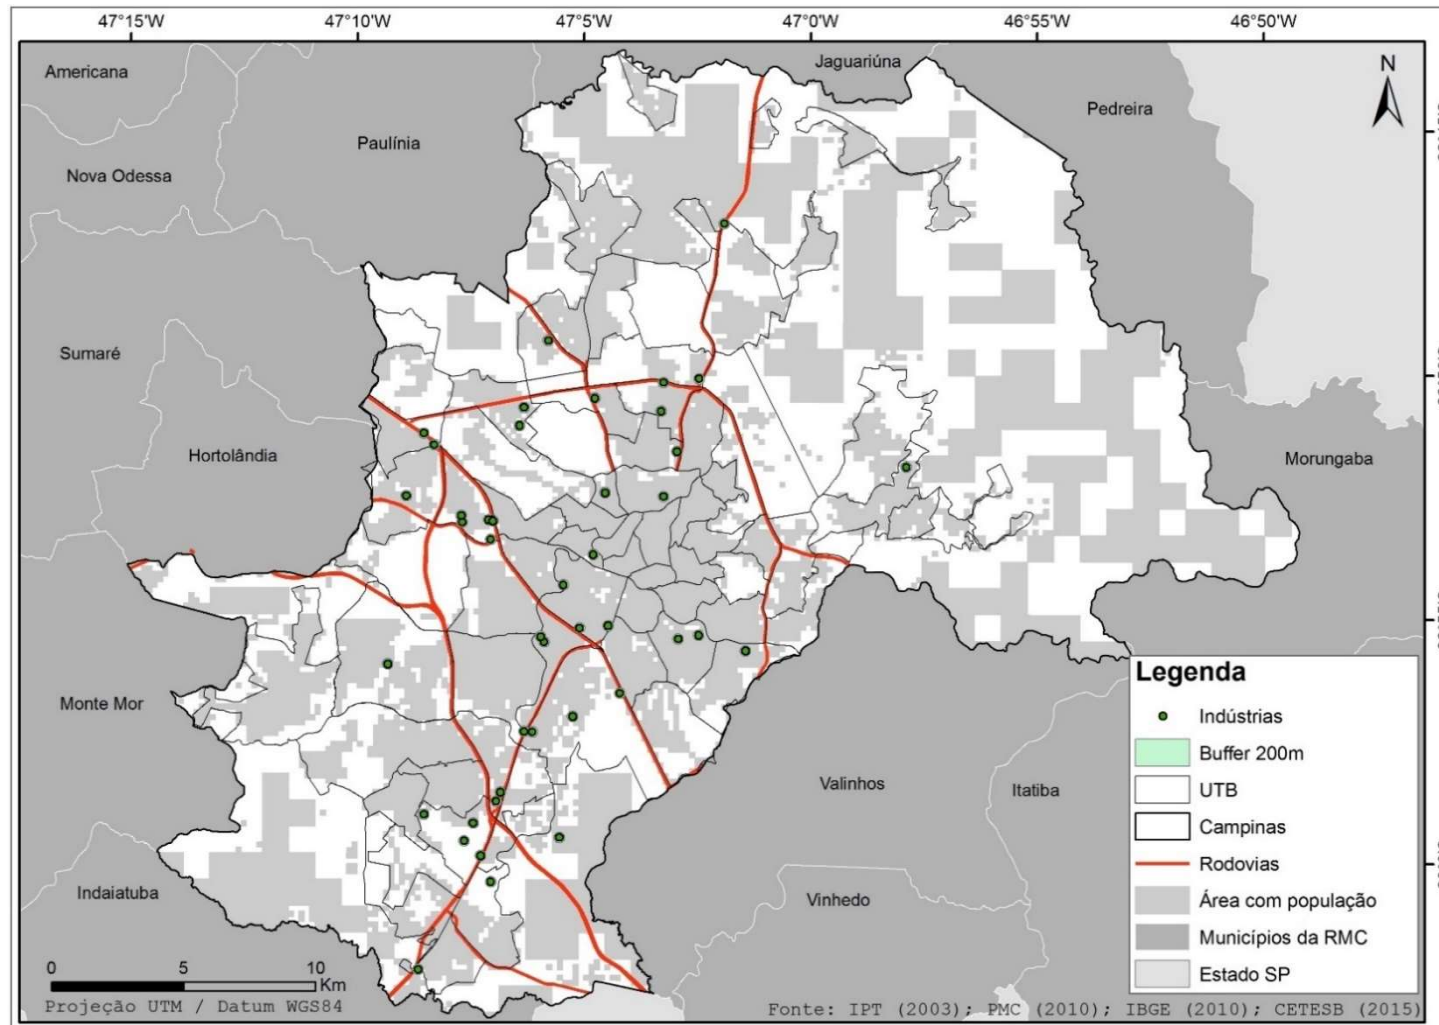 47°15'W 47°10'W 47°5'W 47°0'W 46°55'W 46°50'W
Americana
Jaguariúna
N
Pedreira
Paulínia
Nova Odessa
Sumaré
Hortolândia
Morungaba
Monte Mor
Valinhos
Itatiba
Indaiatuba
Vinhedo
Legenda
Indústrias
Buffer 200m
UTB
Campinas
Rodovias
Área com população
Municípios da RMC
Estado SP
0 5 10
Km
Projeção UTM / Datum WGS84
Fonte: IPT (2003); PMC (2010); IBGE (2010); CETESB (2015)